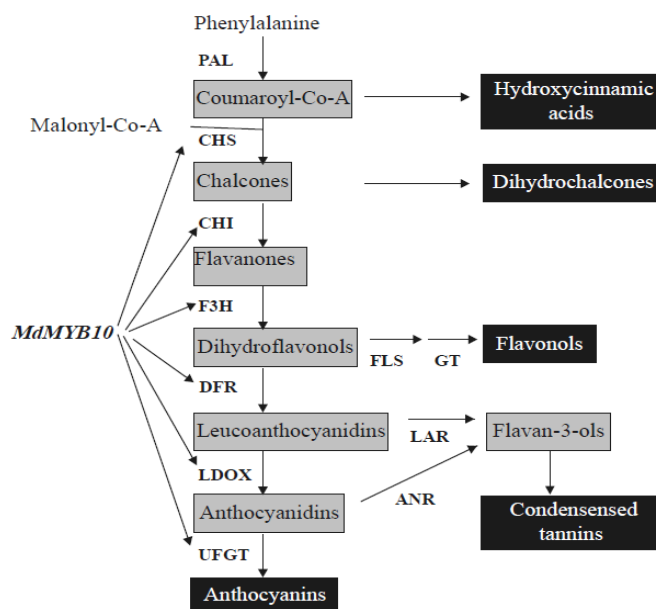 Phenylalanine
PAL
Coumaroyl-Co-A
Hydroxycinnamic
acids
Malonyl-Co-A
CHS
Chalcones
Dihydrochalcones
CHI
Flavanones
F3H
MdMYB10
Dihydroflavonols
FLS
GT
Flavonols
DFR
Leucoanthocyanidins
LAR
Flavan-3-ols
LDOX
ANR
Anthocyanidins
Condensensed
tannins
UFGT
Anthocyanins